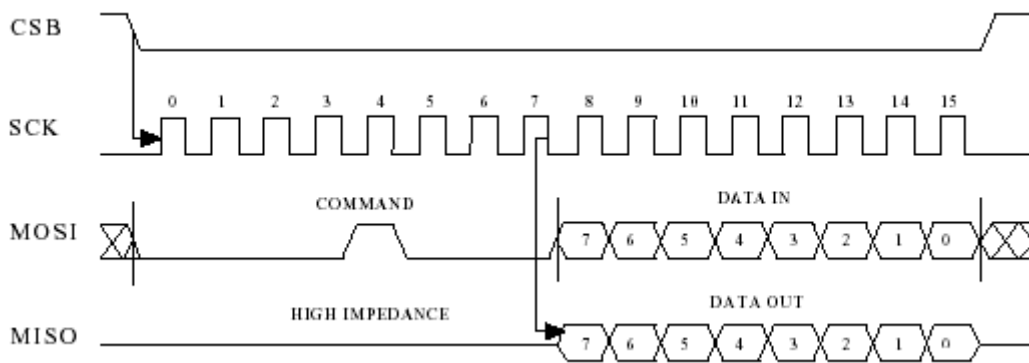 CSB
0 1 2 3 4 5 6 7 8 9 10 11 12 13 14 15
SCK
COMMAND DATA IN
MOSI 7 6 5 4 3 2 1 0
HIGH IMPEDANCE DATA OUT
MISO 7 6 5 4 3 2 1 0